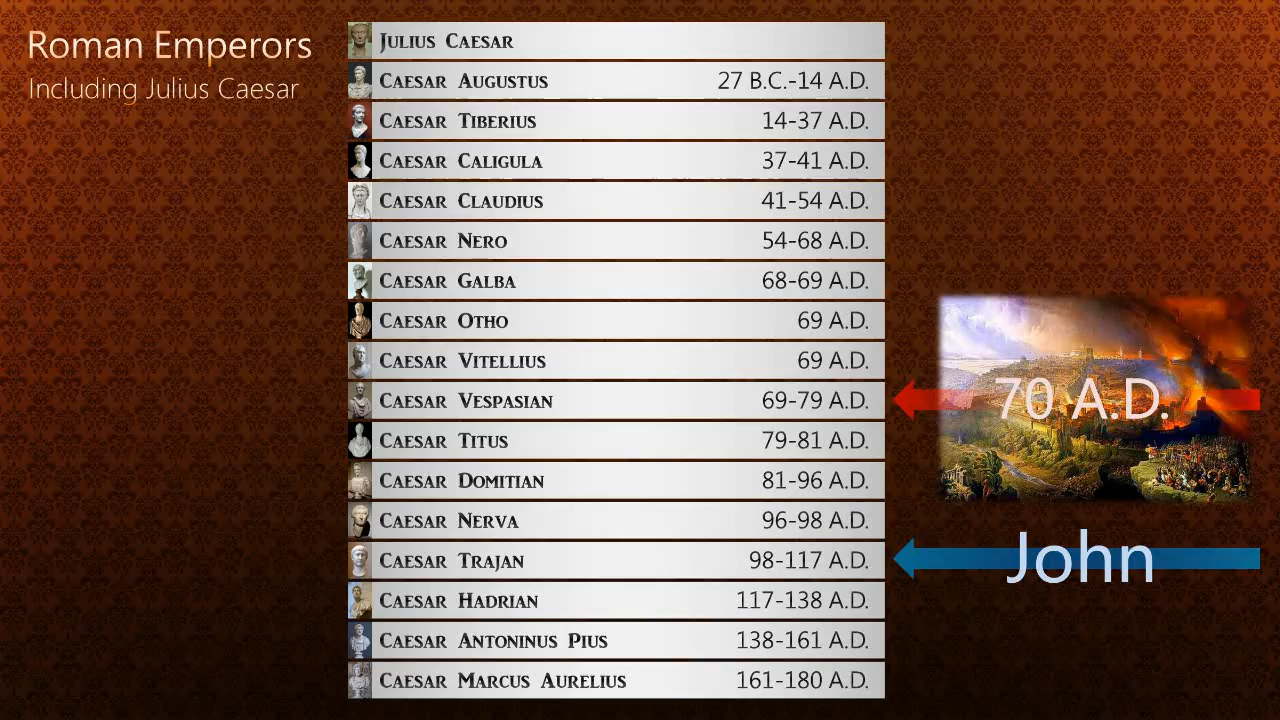 Roman Emperors
Including Julius Caesar
Julius Caesar
Caesar Augustus 27 B.C.-14 A.D.
Caesar Tiberius 14-37 A.D.
Caesar Caligula 37-41 A.D.
Caesar Claudius 41-54 A.D.
Caesar Nero 54-68 A.D.
Caesar Galba 68-69 A.D.
Caesar Otho 69 A.D.
Caesar Vitellius 69 A.D.
Caesar Vespasian 69-79 A.D.
70 A.D.
Caesar Titus 79-81 A.D.
Caesar Domitian 81-96 A.D.
Caesar Nerva 96-98 A.D.
Caesar Trajan 98-117 A.D.
John
Caesar Hadrian 117-138 A.D.
Caesar Antoninus Pius 138-161 A.D.
Caesar Marcus Aurelius 161-180 A.D.